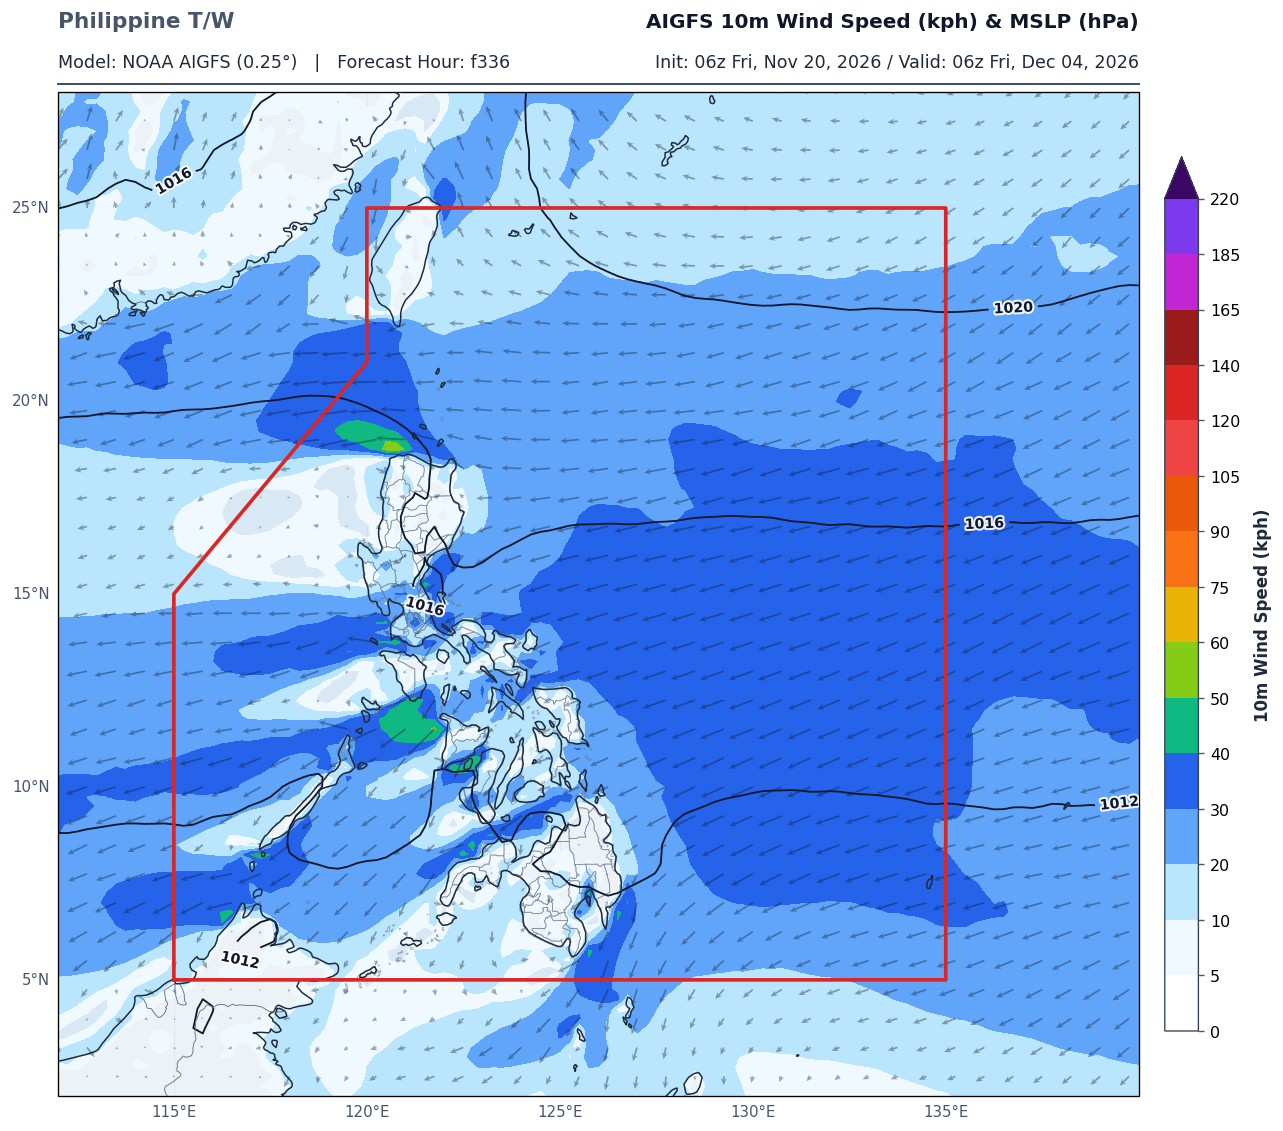 Philippine T/W
AIGFS 10m Wind Speed (kph) & MSLP (hPa)
Model: NOAA AIGFS (0.25°) | Forecast Hour: f336
Init: 06z Fri, Nov 20, 2026 / Valid: 06z Fri, Dec 04, 2026
1016
1020
1016
1016
1012
1012
25°N
20°N
15°N
10°N
5°N
115°E
120°E
125°E
130°E
135°E
220
185
165
140
120
105
90
75
60
50
40
30
20
10
5
0
10m Wind Speed (kph)